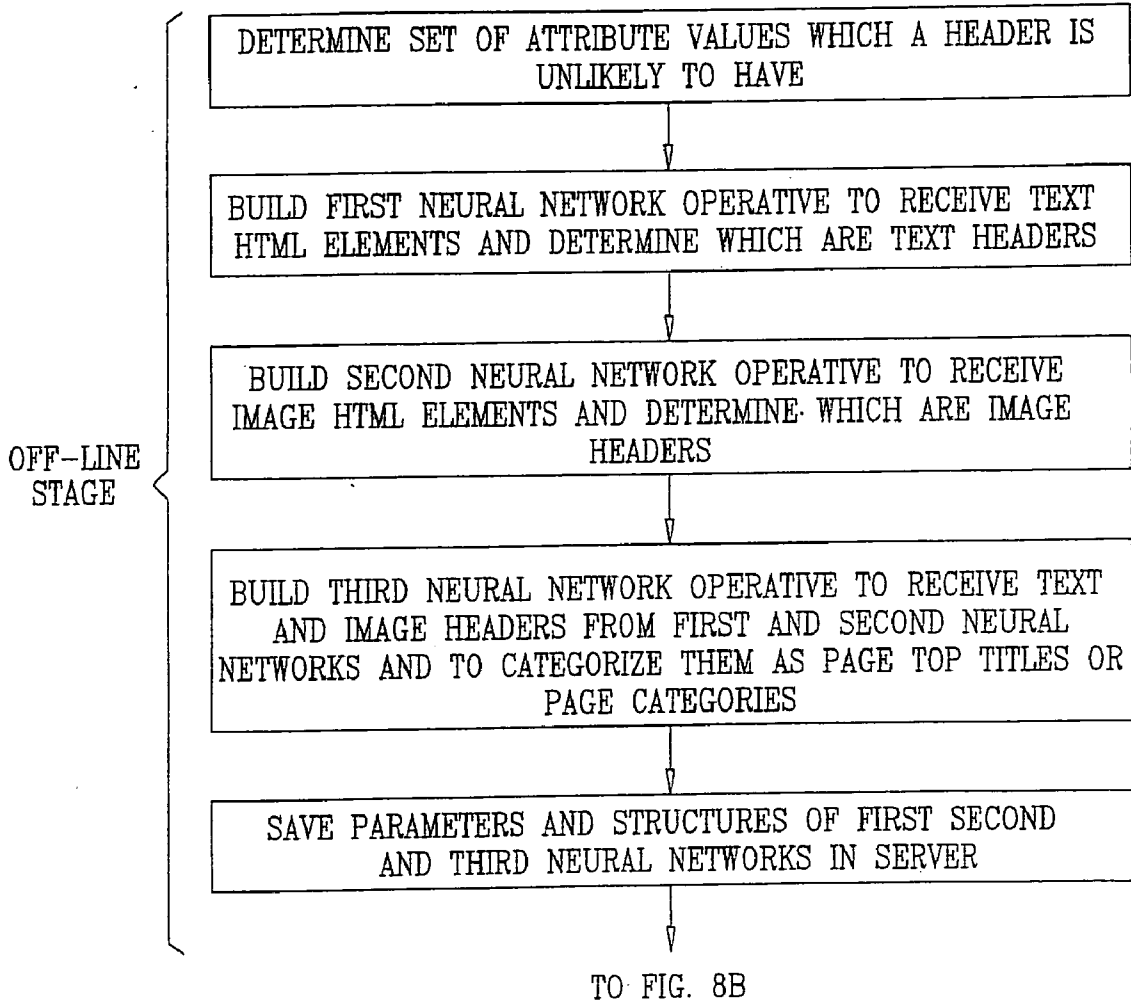 DETERMINE SET OF ATTRIBUTE VALUES WHICH A HEADER IS
UNLIKELY TO HAVE
BUILD FIRST NEURAL NETWORK OPERATIVE TO RECEIVE TEXT
HTML ELEMENTS AND DETERMINE WHICH ARE TEXT HEADERS
BUILD SECOND NEURAL NETWORK OPERATIVE TO RECEIVE
IMAGE HTML ELEMENTS AND DETERMINE WHICH ARE IMAGE
HEADERS
OFF-LINE
STAGE
BUILD THIRD NEURAL NETWORK OPERATIVE TO RECEIVE TEXT
AND IMAGE HEADERS FROM FIRST AND SECOND NEURAL
NETWORKS AND TO CATEGORIZE THEM AS PAGE TOP TITLES OR
PAGE CATEGORIES
SAVE PARAMETERS AND STRUCTURES OF FIRST SECOND
AND THIRD NEURAL NETWORKS IN SERVER
TO FIG. 8B